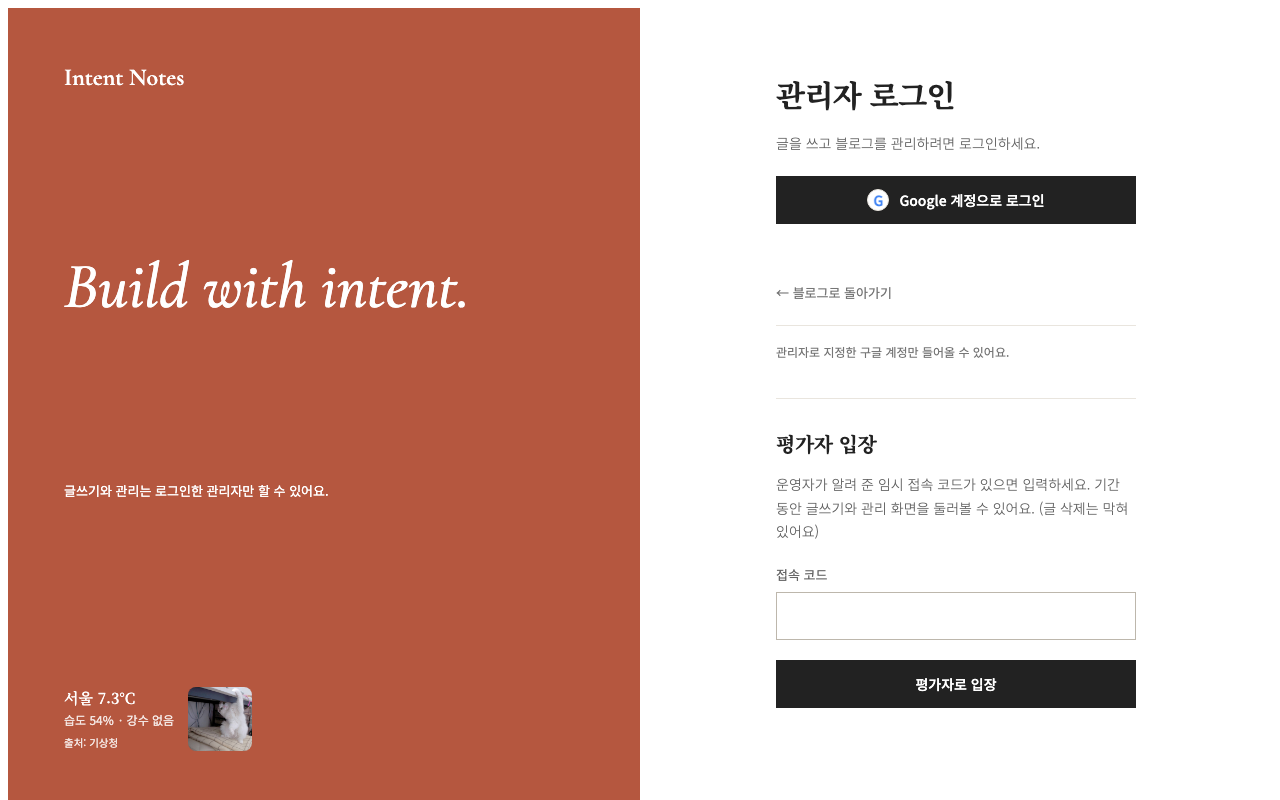 Intent Notes
Build with intent.
글쓰기와 관리는 로그인한 관리자만 할 수 있어요.
서울 7.3°C
습도 54% · 강수 없음
출처: 기상청
관리자 로그인
글을 쓰고 블로그를 관리하려면 로그인하세요.
G Google 계정으로 로그인
← 블로그로 돌아가기
관리자로 지정한 구글 계정만 들어올 수 있어요.
평가자 입장
운영자가 알려 준 임시 접속 코드가 있으면 입력하세요. 기간
동안 글쓰기와 관리 화면을 둘러볼 수 있어요. (글 삭제는 막혀
있어요)
접속 코드
평가자로 입장